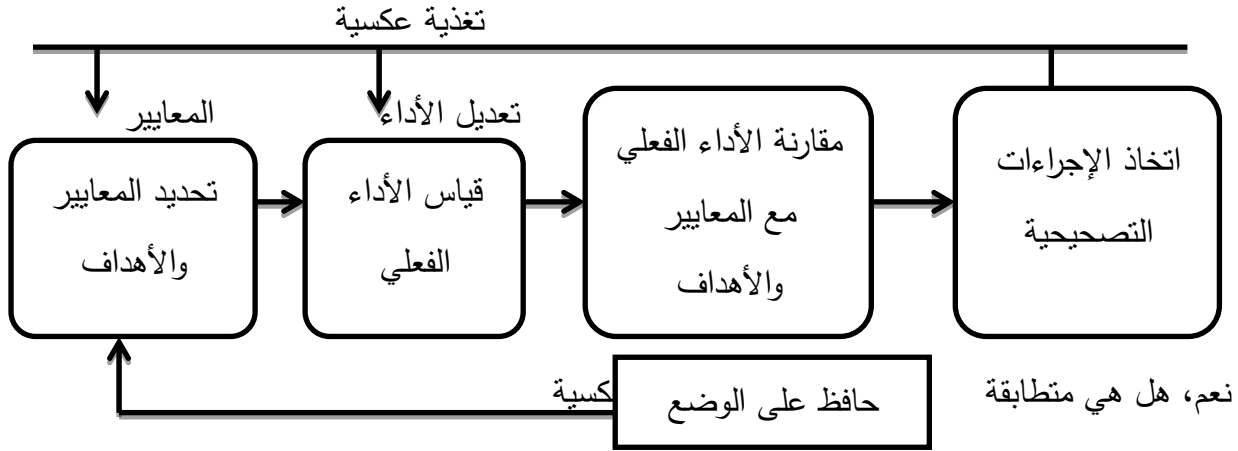 تغذية عكسية
المعايير
تعديل الأداء
تحديد المعايير
والأهداف
قياس الأداء
الفعلي
مقارنة الأداء الفعلي
مع المعايير
والأهداف
اتخاذ الإجراءات
التصحيحية
كسية
حافظ على الوضع
نعم، هل هي متطابقة